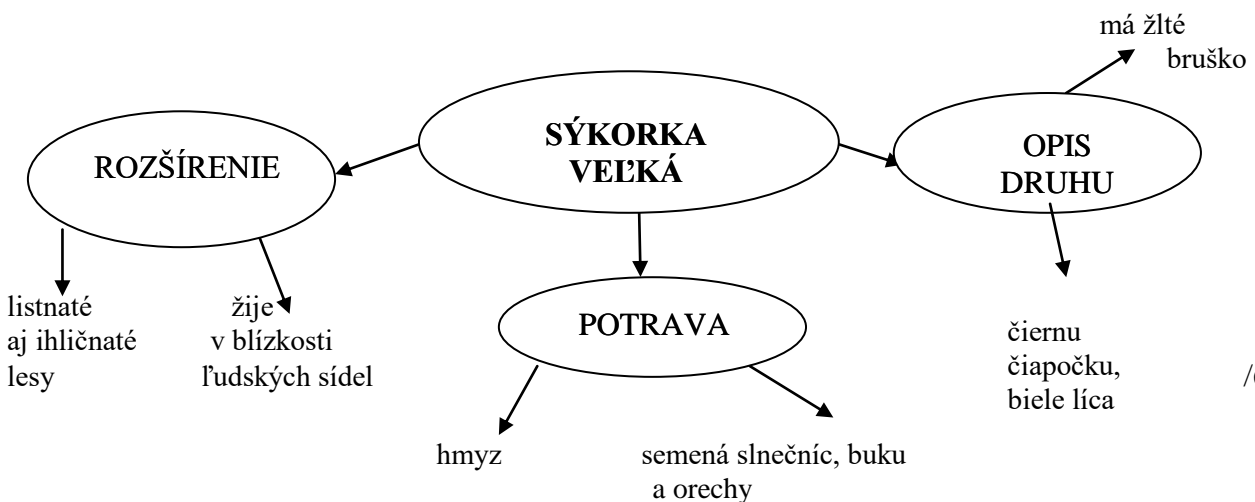 má žlté
bruško
SÝKORKA
VEĽKÁ
OPIS
DRUHU
ROZŠÍRENIE
listnaté
aj ihličnaté
lesy
žije
v blízkosti
ľudských sídel
POTRAVA
čiernu
čiapočku,
biele líca
hmyz
semená slnečníc, buku
a orechy